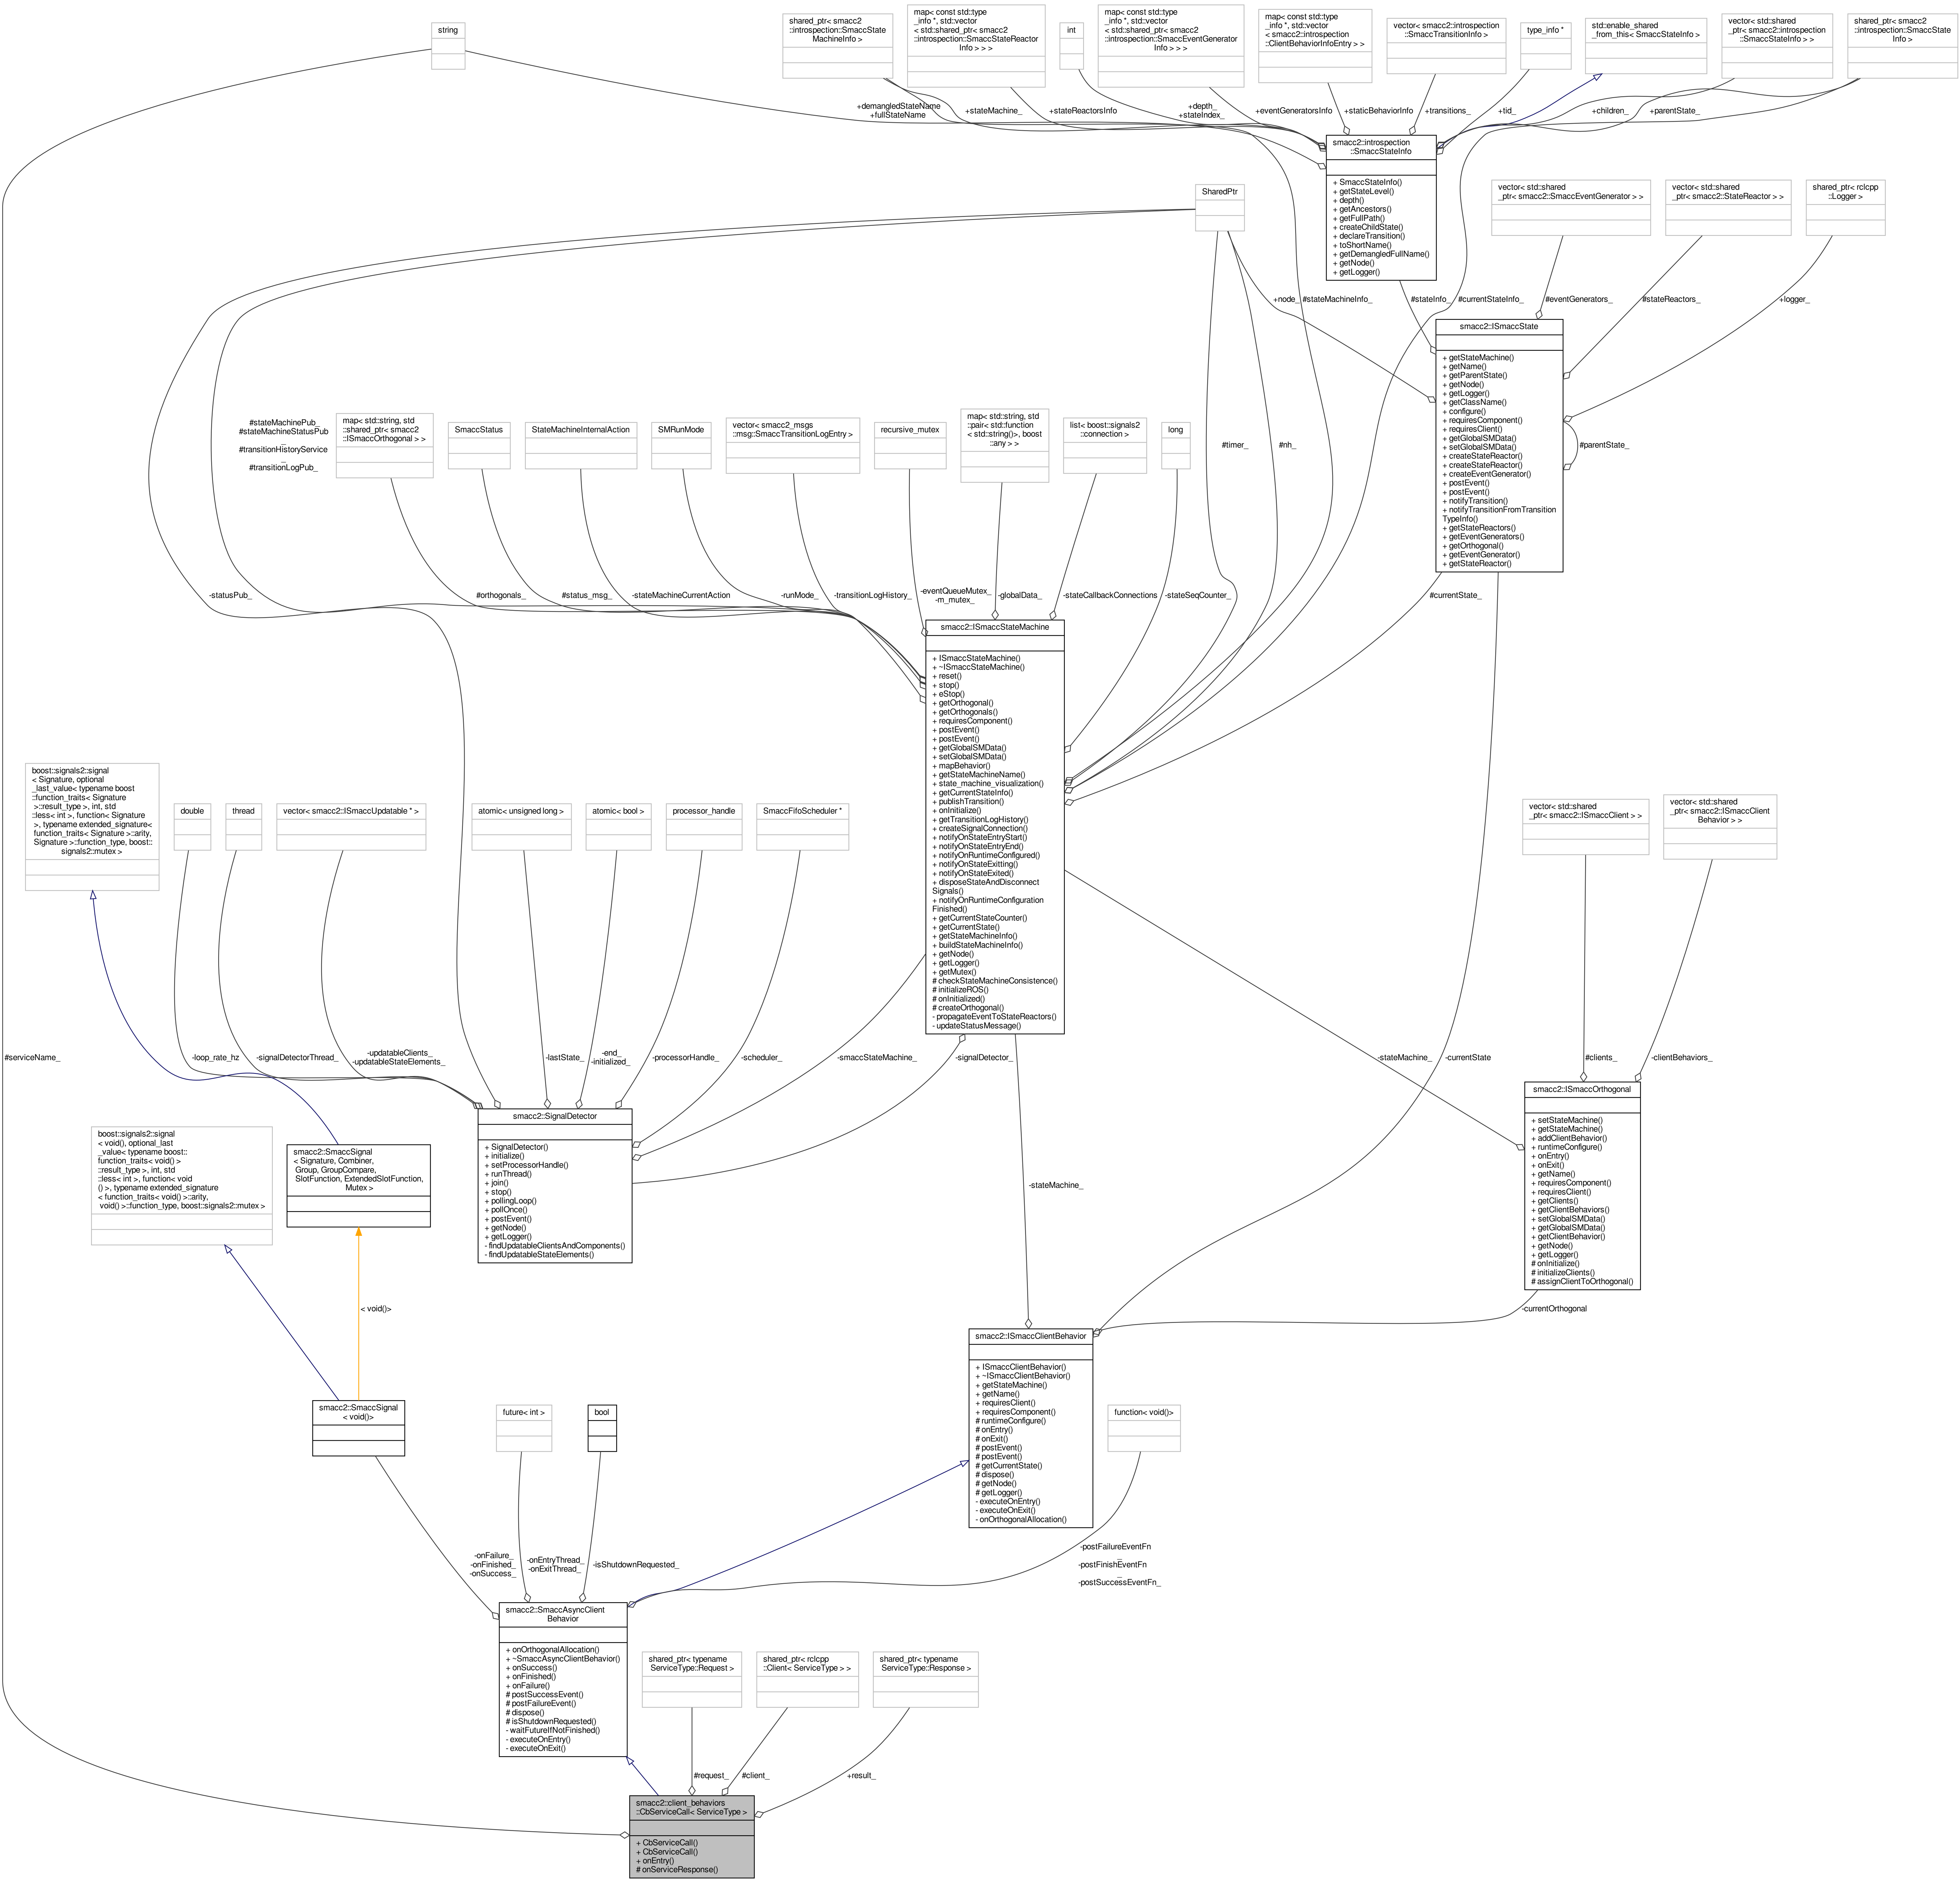 string
shared_ptr< smacc2
::introspection::SmaccState
MachineInfo >
map< const std::type
_info *, std::vector
< std::shared_ptr< smacc2
::introspection::SmaccStateReactor
Info > > >
int
map< const std::type
_info *, std::vector
< std::shared_ptr< smacc2
::introspection::SmaccEventGenerator
Info > > >
map< const std::type
_info *, std::vector
< smacc2::introspection
::ClientBehaviorInfoEntry > >
vector< smacc2::introspection
::SmaccTransitionInfo >
type_info *
std::enable_shared
_from_this< SmaccStateInfo >
vector< std::shared
_ptr< smacc2::introspection
::SmaccStateInfo > >
shared_ptr< smacc2
::introspection::SmaccState
Info >
+demangledStateName
+fullStateName
+stateMachine_
+stateReactorsInfo
+depth_
+stateIndex_
+eventGeneratorsInfo
+staticBehaviorInfo
+transitions_
+tid_
+children_
+parentState_
smacc2::introspection
::SmaccStateInfo
+ SmaccStateInfo()
+ getStateLevel()
+ depth()
+ getAncestors()
+ getFullPath()
+ createChildState()
+ declareTransition()
+ toShortName()
+ getDemangledFullName()
+ getNode()
+ getLogger()
SharedPtr
vector< std::shared
_ptr< smacc2::SmaccEventGenerator > >
vector< std::shared
_ptr< smacc2::StateReactor > >
shared_ptr< rclcpp
::Logger >
+node_
#stateMachineInfo_
#stateInfo_
#currentStateInfo_
#eventGenerators_
#stateReactors_
+logger_
smacc2::ISmaccState
+ getStateMachine()
+ getName()
+ getParentState()
+ getNode()
+ getLogger()
+ getClassName()
+ configure()
+ requiresComponent()
+ requiresClient()
+ getGlobalSMData()
+ setGlobalSMData()
+ createStateReactor()
+ createStateReactor()
+ createEventGenerator()
+ postEvent()
+ postEvent()
+ notifyTransition()
+ notifyTransitionFromTransition
TypeInfo()
+ getStateReactors()
+ getEventGenerators()
+ getOrthogonal()
+ getEventGenerator()
+ getStateReactor()
#parentState_
#stateMachinePub_
#stateMachineStatusPub
_
#transitionHistoryService
_
#transitionLogPub_
map< std::string, std
::shared_ptr< smacc2
::ISmaccOrthogonal > >
SmaccStatus
StateMachineInternalAction
SMRunMode
vector< smacc2_msgs
::msg::SmaccTransitionLogEntry >
recursive_mutex
map< std::string, std
::pair< std::function
< std::string()>, boost
::any > >
list< boost::signals2
::connection >
long
#timer_
#nh_
-statusPub_
#orthogonals_
#status_msg_
-stateMachineCurrentAction
-runMode_
-transitionLogHistory_
-eventQueueMutex_
-m_mutex_
-globalData_
-stateCallbackConnections
-stateSeqCounter_
#currentState_
smacc2::ISmaccStateMachine
+ ISmaccStateMachine()
+ ~ISmaccStateMachine()
+ reset()
+ stop()
+ eStop()
+ getOrthogonal()
+ getOrthogonals()
+ requiresComponent()
+ postEvent()
+ postEvent()
+ getGlobalSMData()
+ setGlobalSMData()
+ mapBehavior()
+ getStateMachineName()
+ state_machine_visualization()
+ getCurrentStateInfo()
+ publishTransition()
+ onInitialize()
+ getTransitionLogHistory()
+ createSignalConnection()
+ notifyOnStateEntryStart()
+ notifyOnStateEntryEnd()
+ notifyOnRuntimeConfigured()
+ notifyOnStateExitting()
+ notifyOnStateExited()
+ disposeStateAndDisconnect
Signals()
+ notifyOnRuntimeConfiguration
Finished()
+ getCurrentStateCounter()
+ getCurrentState()
+ getStateMachineInfo()
+ buildStateMachineInfo()
+ getNode()
+ getLogger()
+ getMutex()
# checkStateMachineConsistence()
# initializeROS()
# onInitialized()
# createOrthogonal()
- propagateEventToStateReactors()
- updateStatusMessage()
boost::signals2::signal
< Signature, optional
_last_value< typename boost
::function_traits< Signature
>::result_type >, int, std
::less< int >, function< Signature
>, typename extended_signature<
function_traits< Signature >::arity,
Signature >::function_type, boost::
signals2::mutex >
double
thread
vector< smacc2::ISmaccUpdatable * >
atomic< unsigned long >
atomic< bool >
processor_handle
SmaccFifoScheduler *
vector< std::shared
_ptr< smacc2::ISmaccClient > >
vector< std::shared
_ptr< smacc2::ISmaccClient
Behavior > >
#serviceName_
-loop_rate_hz
-signalDetectorThread_
-updatableClients_
-updatableStateElements_
-lastState_
-end_
-initialized_
-processorHandle_
-scheduler_
-smaccStateMachine_
-signalDetector_
-stateMachine_
-currentState
#clients_
-clientBehaviors_
smacc2::SignalDetector
+ SignalDetector()
+ initialize()
+ setProcessorHandle()
+ runThread()
+ join()
+ stop()
+ pollingLoop()
+ pollOnce()
+ postEvent()
+ getNode()
+ getLogger()
- findUpdatableClientsAndComponents()
- findUpdatableStateElements()
smacc2::ISmaccOrthogonal
+ setStateMachine()
+ getStateMachine()
+ addClientBehavior()
+ runtimeConfigure()
+ onEntry()
+ onExit()
+ getName()
+ requiresComponent()
+ requiresClient()
+ getClients()
+ getClientBehaviors()
+ setGlobalSMData()
+ getGlobalSMData()
+ getClientBehavior()
+ getNode()
+ getLogger()
# onInitialize()
# initializeClients()
# assignClientToOrthogonal()
boost::signals2::signal
< void(), optional_last
_value< typename boost::
function_traits< void() >
::result_type >, int, std
::less< int >, function< void
() >, typename extended_signature
< function_traits< void() >::arity,
void() >::function_type, boost::signals2::mutex >
smacc2::SmaccSignal
< Signature, Combiner,
Group, GroupCompare,
SlotFunction, ExtendedSlotFunction,
Mutex >
-stateMachine_
< void()>
-currentOrthogonal
smacc2::ISmaccClientBehavior
+ ISmaccClientBehavior()
+ ~ISmaccClientBehavior()
+ getStateMachine()
+ getName()
+ requiresClient()
+ requiresComponent()
# runtimeConfigure()
# onEntry()
# onExit()
# postEvent()
# postEvent()
# getCurrentState()
# dispose()
# getNode()
# getLogger()
- executeOnEntry()
- executeOnExit()
- onOrthogonalAllocation()
smacc2::SmaccSignal
< void()>
future< int >
bool
function< void()>
-onFailure_
-onFinished_
-onSuccess_
-onEntryThread_
-onExitThread_
-isShutdownRequested_
-postFailureEventFn
_
-postFinishEventFn
_
-postSuccessEventFn_
smacc2::SmaccAsyncClient
Behavior
+ onOrthogonalAllocation()
+ ~SmaccAsyncClientBehavior()
+ onSuccess()
+ onFinished()
+ onFailure()
# postSuccessEvent()
# postFailureEvent()
# dispose()
# isShutdownRequested()
- waitFutureIfNotFinished()
- executeOnEntry()
- executeOnExit()
shared_ptr< typename
ServiceType::Request >
shared_ptr< rclcpp
::Client< ServiceType > >
shared_ptr< typename
ServiceType::Response >
#request_
#client_
+result_
smacc2::client_behaviors
::CbServiceCall< ServiceType >
+ CbServiceCall()
+ CbServiceCall()
+ onEntry()
# onServiceResponse()